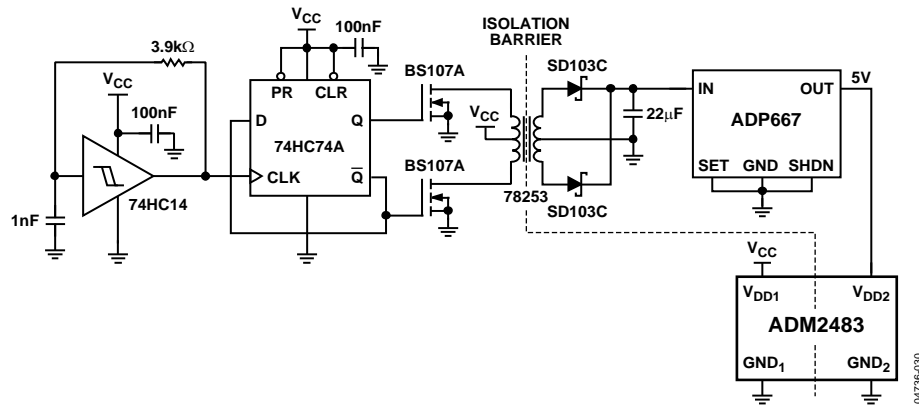 3.9kΩ
VCC
100nF
1nF
74HC14
VCC
100nF
PR CLR
D Q
74HC74A
CLK Q
BS107A
VCC
BS107A
ISOLATION
BARRIER
78253
SD103C
SD103C
22μF
IN OUT
ADP667
SET GND SHDN
5V
VCC
VDD1 VDD2
ADM2483
GND1 GND2
04736-030